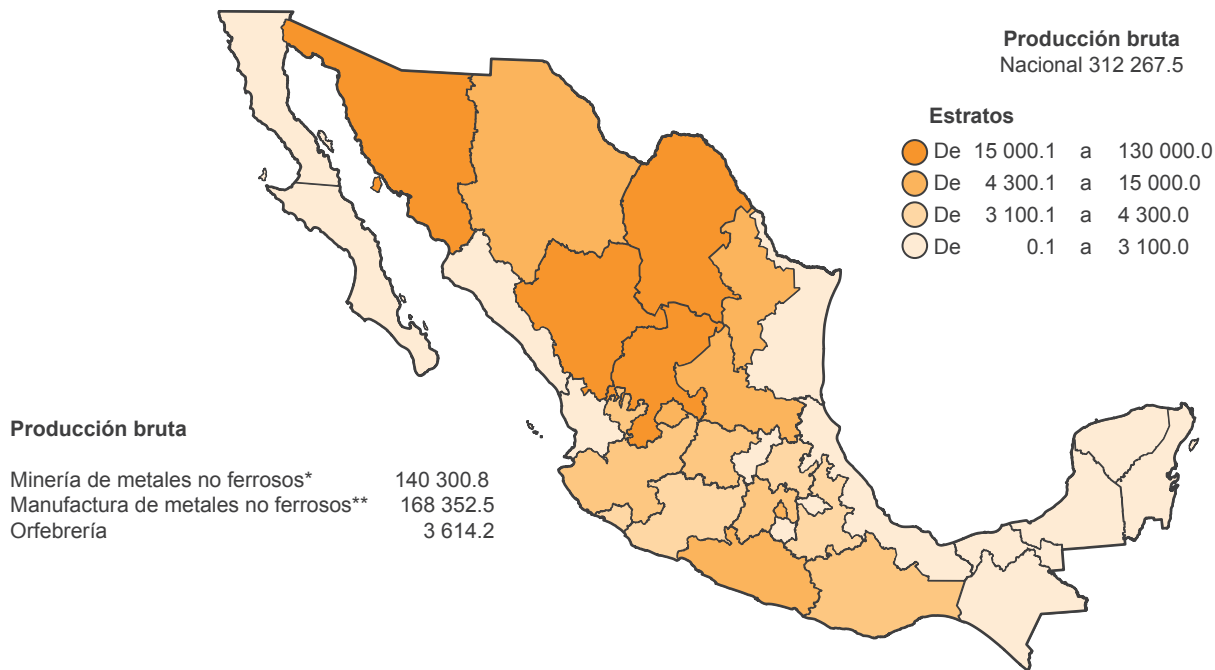 Producción bruta
Nacional 312 267.5
Estratos
De 15 000.1 a 130 000.0
De 4 300.1 a 15 000.0
De 3 100.1 a 4 300.0
De 0.1 a 3 100.0
Producción bruta
Minería de metales no ferrosos* 140 300.8
Manufactura de metales no ferrosos** 168 352.5
Orfebrería 3 614.2